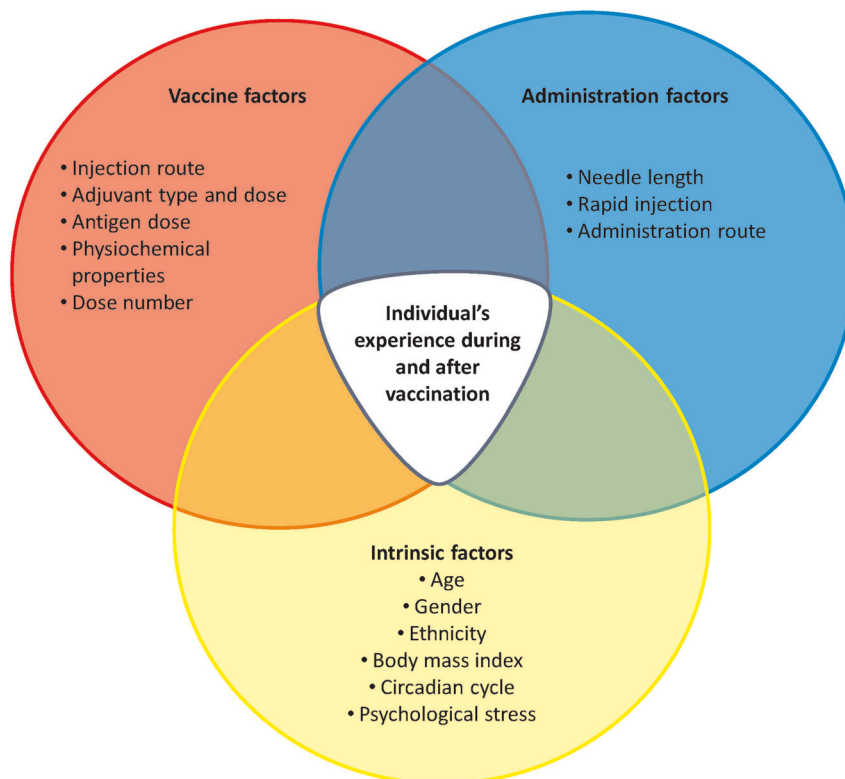 Vaccine factors
• Injection route
• Adjuvant type and dose
• Antigen dose
• Physiochemical
properties
• Dose number
Administration factors
• Needle length
• Rapid injection
• Administration route
Individual's
experience during
and after
vaccination
Intrinsic factors
• Age
• Gender
• Ethnicity
• Body mass index
• Circadian cycle
• Psychological stress